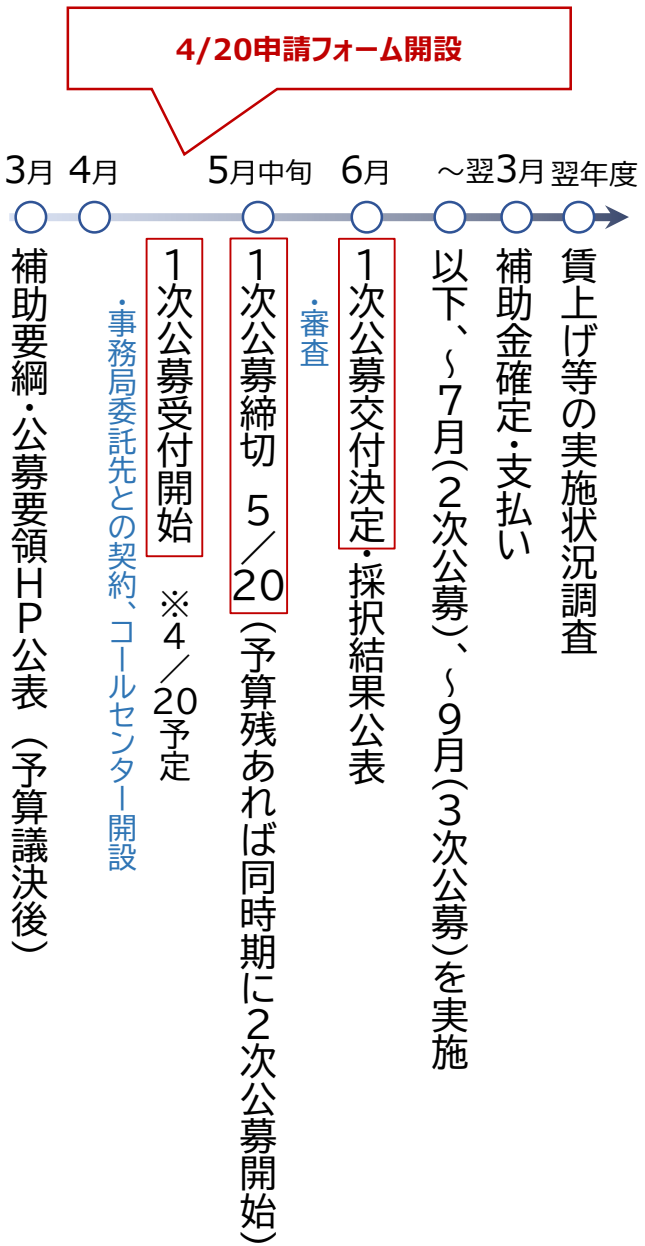 4/20申請フォーム開設
3月
4月
5月中旬
6月
～翌3月
翌年度
補助要綱・公募要領HP公表（予算議決後）
・事務局委託先との契約、コールセンター開設
1次公募受付開始　※4／20予定
1次公募締切　5／20（予算残あれば同時期に2次公募開始）
・審査
1次公募交付決定・採択結果公表
以下、～7月（2次公募）、～9月（3次公募）を実施
補助金確定・支払い
賃上げ等の実施状況調査